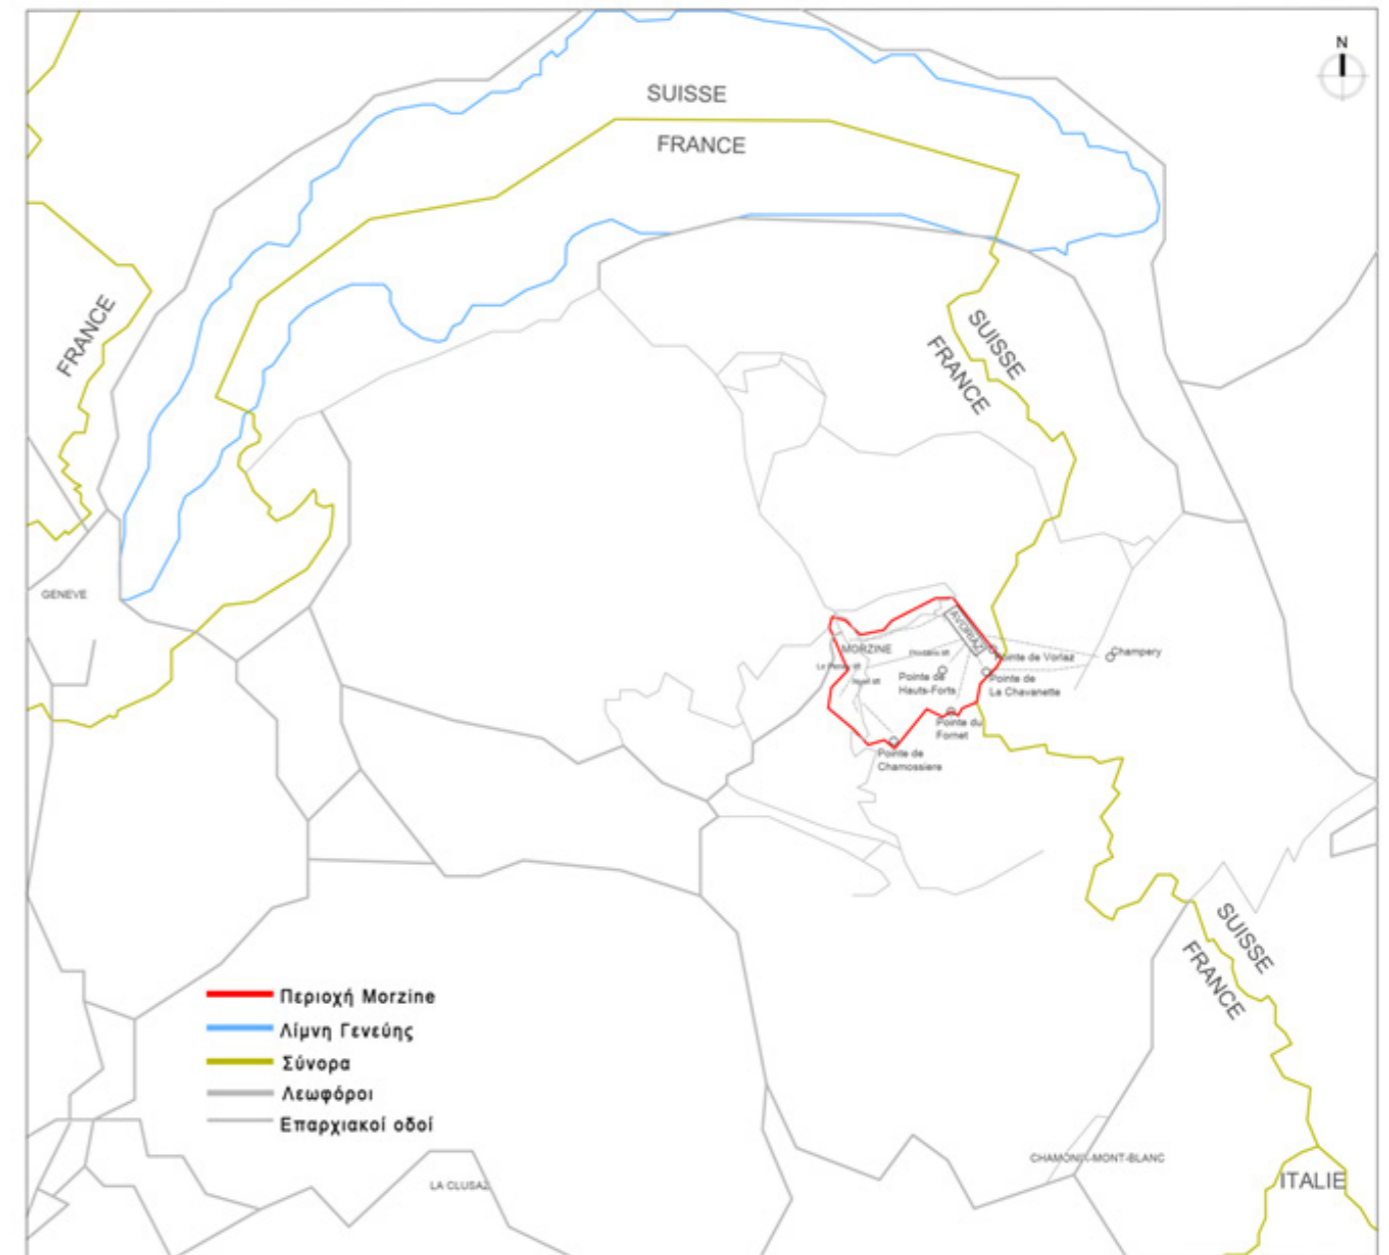 N
SUISSE
FRANCE
FRANCE
SUISSE
FRANCE
GENEVE
AVORIAZ
MORZINE
Pointe de Vorlaz
Champery
Pointe de
Hauts-Forts
Pointe de
La Chavanette
Pointe du
Fornet
Pointe de
Chamossiere
SUISSE
FRANCE
Περιοχή Morzine
Λίμνη Γενεύης
Σύνορα
Λεωφόροι
Επαρχιακοί οδοί
CHAMONIX-MONT-BLANC
LA CLUSAZ
ITALIE